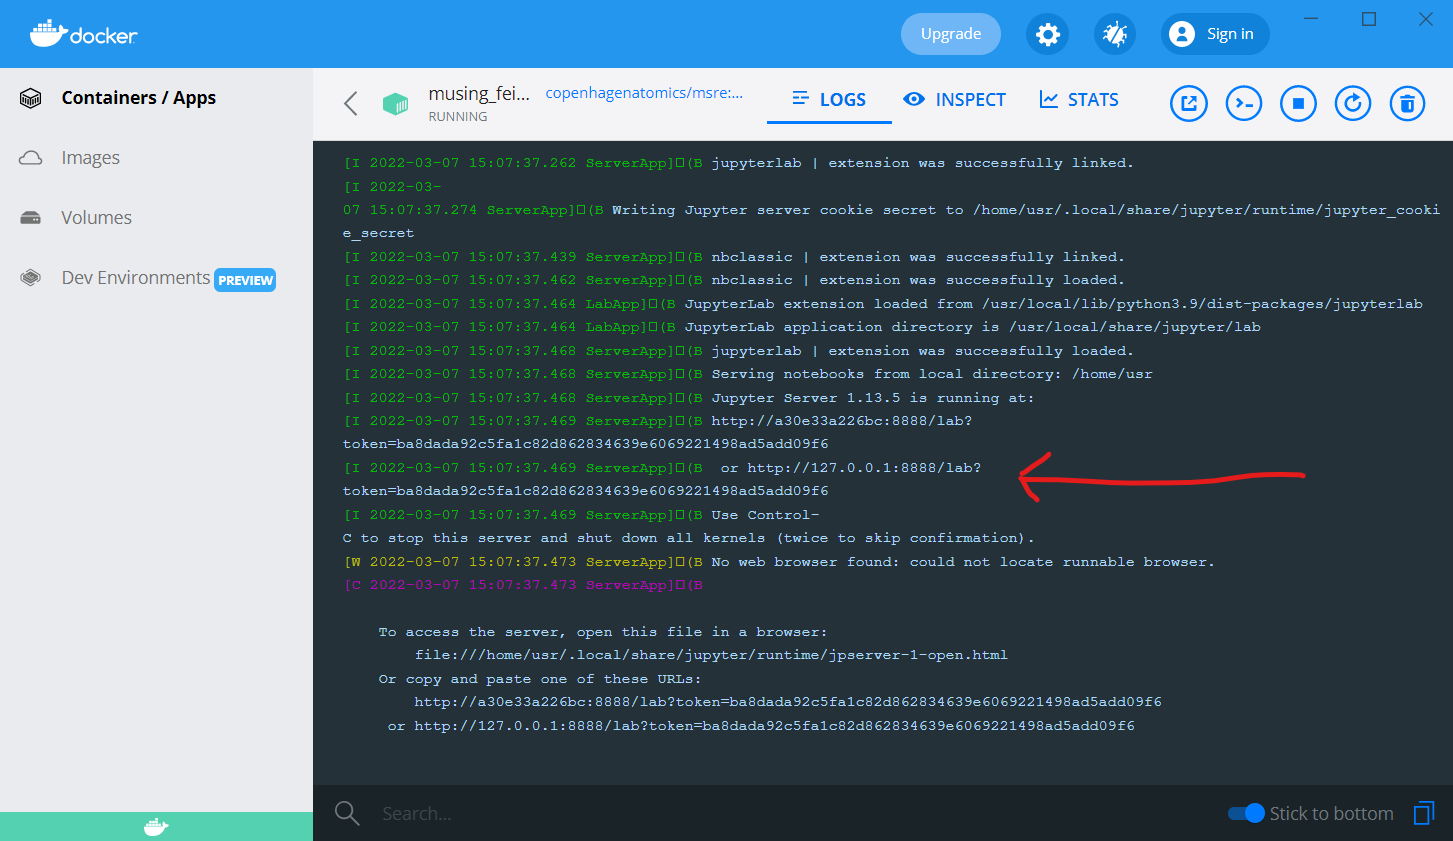 docker
Upgrade
Sign in
Containers / Apps
Images
Volumes
Dev Environments PREVIEW
musing_fei... copenhagenatomics/msre:...
RUNNING
LOGS INSPECT STATS
[I 2022-03-07 15:07:37.262 ServerApp]□(B jupyterlab | extension was successfully linked.
[I 2022-03-
07 15:07:37.274 ServerApp]□(B Writing Jupyter server cookie secret to /home/usr/.local/share/jupyter/runtime/jupyter_cooki
e_secret
[I 2022-03-07 15:07:37.439 ServerApp]□(B nbclassic | extension was successfully linked.
[I 2022-03-07 15:07:37.462 ServerApp]□(B nbclassic | extension was successfully loaded.
[I 2022-03-07 15:07:37.464 LabApp]□(B JupyterLab extension loaded from /usr/local/lib/python3.9/dist-packages/jupyterlab
[I 2022-03-07 15:07:37.464 LabApp]□(B JupyterLab application directory is /usr/local/share/jupyter/lab
[I 2022-03-07 15:07:37.468 ServerApp]□(B jupyterlab | extension was successfully loaded.
[I 2022-03-07 15:07:37.468 ServerApp]□(B Serving notebooks from local directory: /home/usr
[I 2022-03-07 15:07:37.468 ServerApp]□(B Jupyter Server 1.13.5 is running at:
[I 2022-03-07 15:07:37.469 ServerApp]□(B http://a30e33a226bc:8888/lab?
token=ba8dada92c5fa1c82d862834639e6069221498ad5add09f6
[I 2022-03-07 15:07:37.469 ServerApp]□(B  or http://127.0.0.1:8888/lab?
token=ba8dada92c5fa1c82d862834639e6069221498ad5add09f6
[I 2022-03-07 15:07:37.469 ServerApp]□(B Use Control-
C to stop this server and shut down all kernels (twice to skip confirmation).
[W 2022-03-07 15:07:37.473 ServerApp]□(B No web browser found: could not locate runnable browser.
[C 2022-03-07 15:07:37.473 ServerApp]□(B
To access the server, open this file in a browser:
file:///home/usr/.local/share/jupyter/runtime/jpserver-1-open.html
Or copy and paste one of these URLs:
http://a30e33a226bc:8888/lab?token=ba8dada92c5fa1c82d862834639e6069221498ad5add09f6
or http://127.0.0.1:8888/lab?token=ba8dada92c5fa1c82d862834639e6069221498ad5add09f6
Search...
Stick to bottom